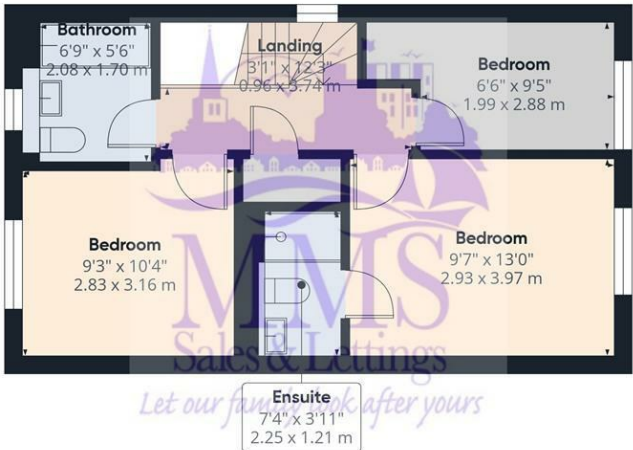 Bathroom
6'9" x 5'6"
2.08 x 1.70 m
Landing
3'1" x 12'3"
0.96 x 3.74 m
Bedroom
6'6" x 9'5"
1.99 x 2.88 m
Bedroom
9'3" x 10'4"
2.83 x 3.16 m
Bedroom
9'7" x 13'0"
2.93 x 3.97 m
MMS
Sales & Lettings
Let our family look after yours
Ensuite
7'4" x 3'11"
2.25 x 1.21 m